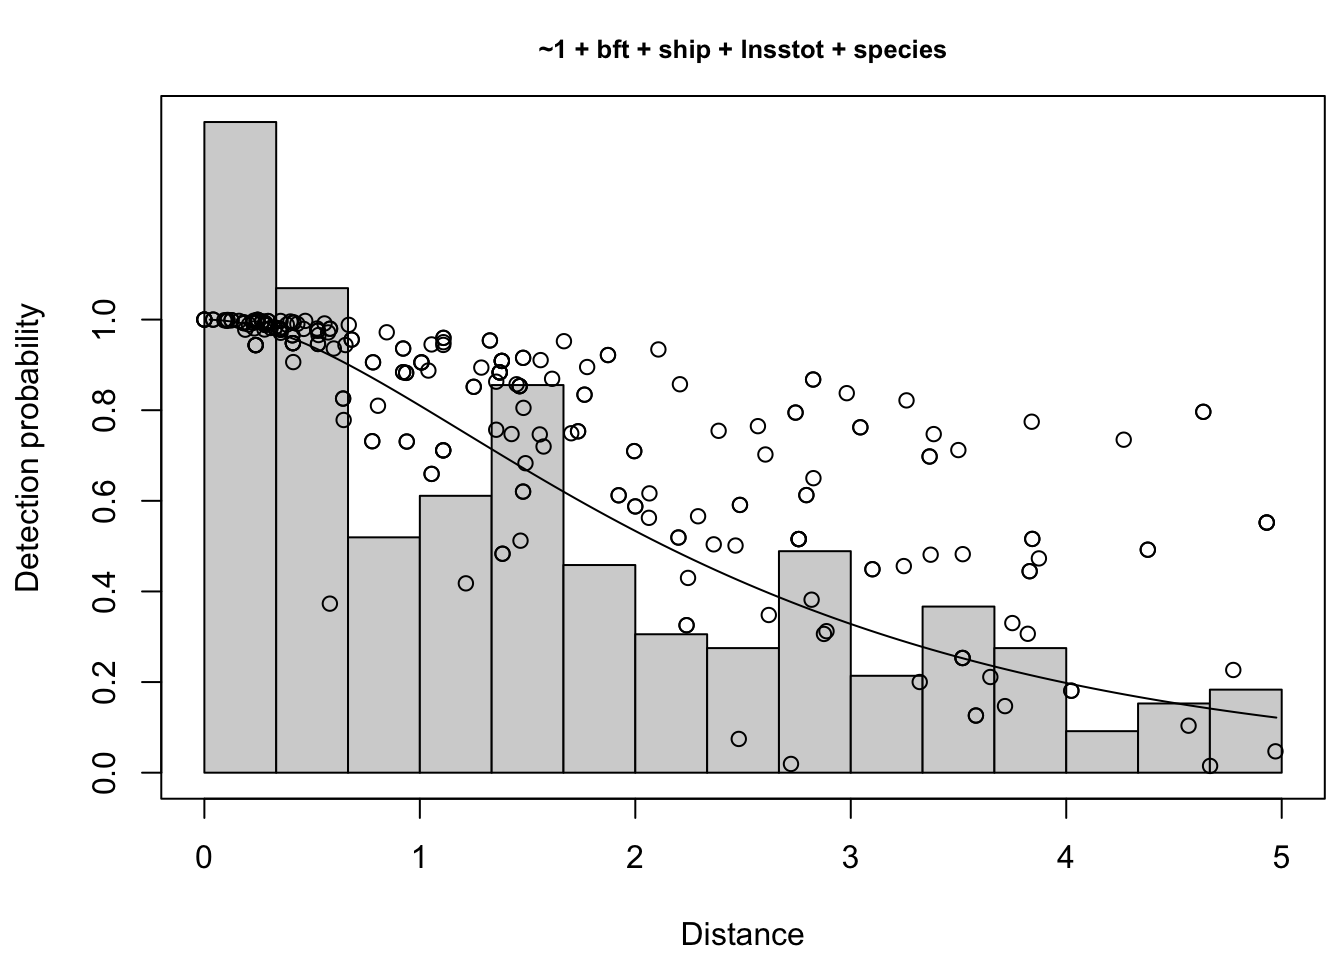 ~1 + bft + ship + lnsstot + species
Detection probability
1.0
0.8
0.6
0.4
0.2
0.0
0 1 2 3 4 5
Distance